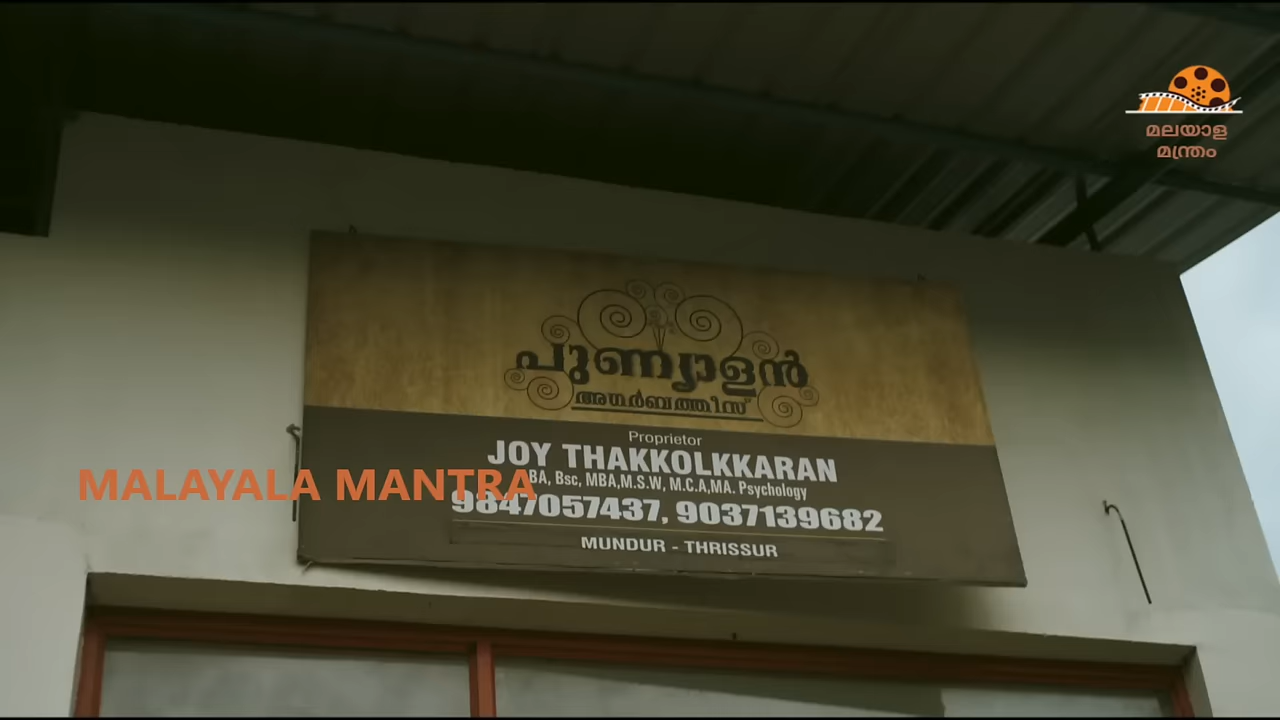 മലയാള
മന്ത്രം
പുണ്യാളൻ
അഗർബത്തീസ്
Proprietor
JOY THAKKOLKKARAN
BA, Bsc, MBA,M.S.W, M.C.A,MA. Psychology
MALAYALA MANTRA
9847057437, 9037139682
MUNDUR - THRISSUR